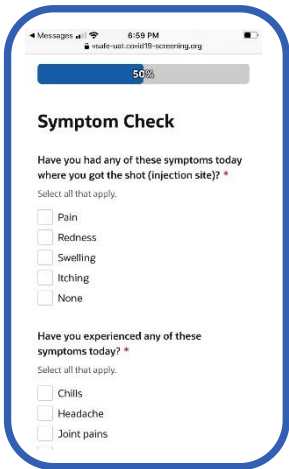 Messages 6:59 PM
vsafe-uat.covid19-screening.org
50%
Symptom Check
Have you had any of these symptoms today
where you got the shot (injection site)? *
Select all that apply.
Pain
Redness
Swelling
Itching
None
Have you experienced any of these
symptoms today? *
Select all that apply.
Chills
Headache
Joint pains